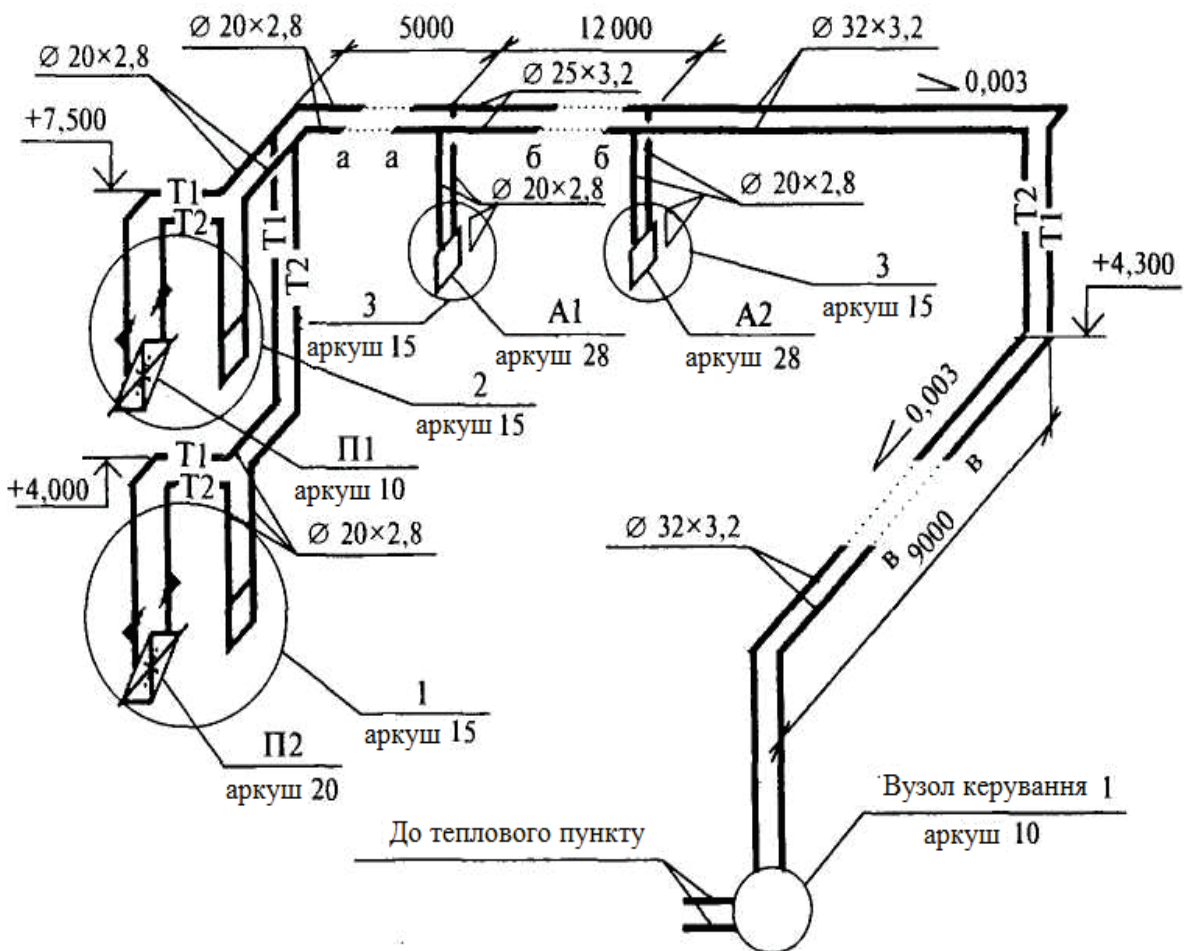 Ø 20×2,8
5000
12 000
Ø 32×3,2
Ø 20×2,8
Ø 25×3,2
0,003
+7,500
а а
б б
Т1
Т2
Ø 20×2,8
Ø 20×2,8
Т1
Т2
Т2
Т1
+4,300
3
аркуш 15
А1
аркуш 28
А2
аркуш 28
3
аркуш 15
2
аркуш 15
0,003
Т1
Т2
+4,000
П1
аркуш 10
Ø 20×2,8
в
в
9000
Ø 32×3,2
1
аркуш 15
П2
аркуш 20
Вузол керування 1
аркуш 10
До теплового пункту